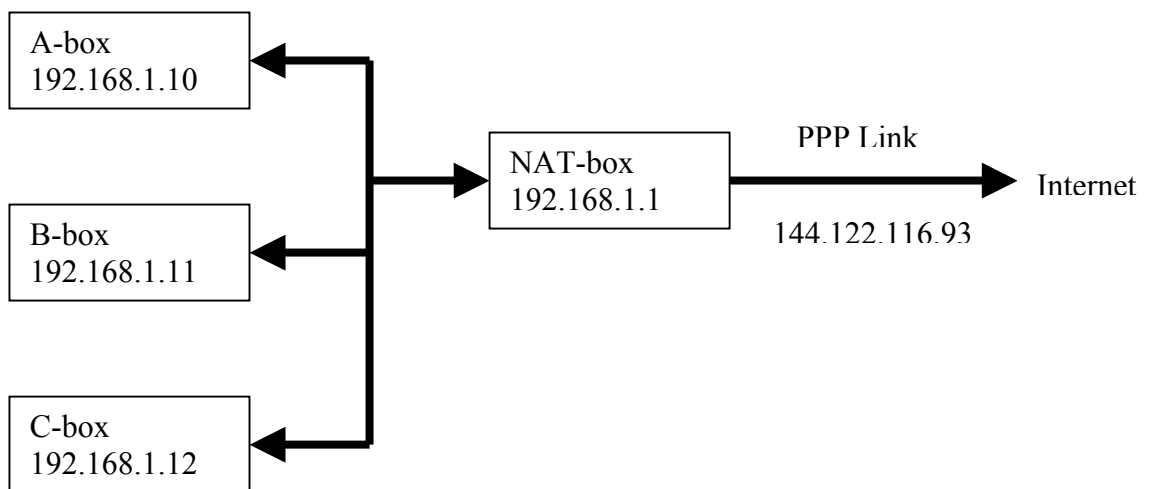 A-box
192.168.1.10
NAT-box
192.168.1.1
PPP Link
Internet
144.122.116.93
B-box
192.168.1.11
C-box
192.168.1.12